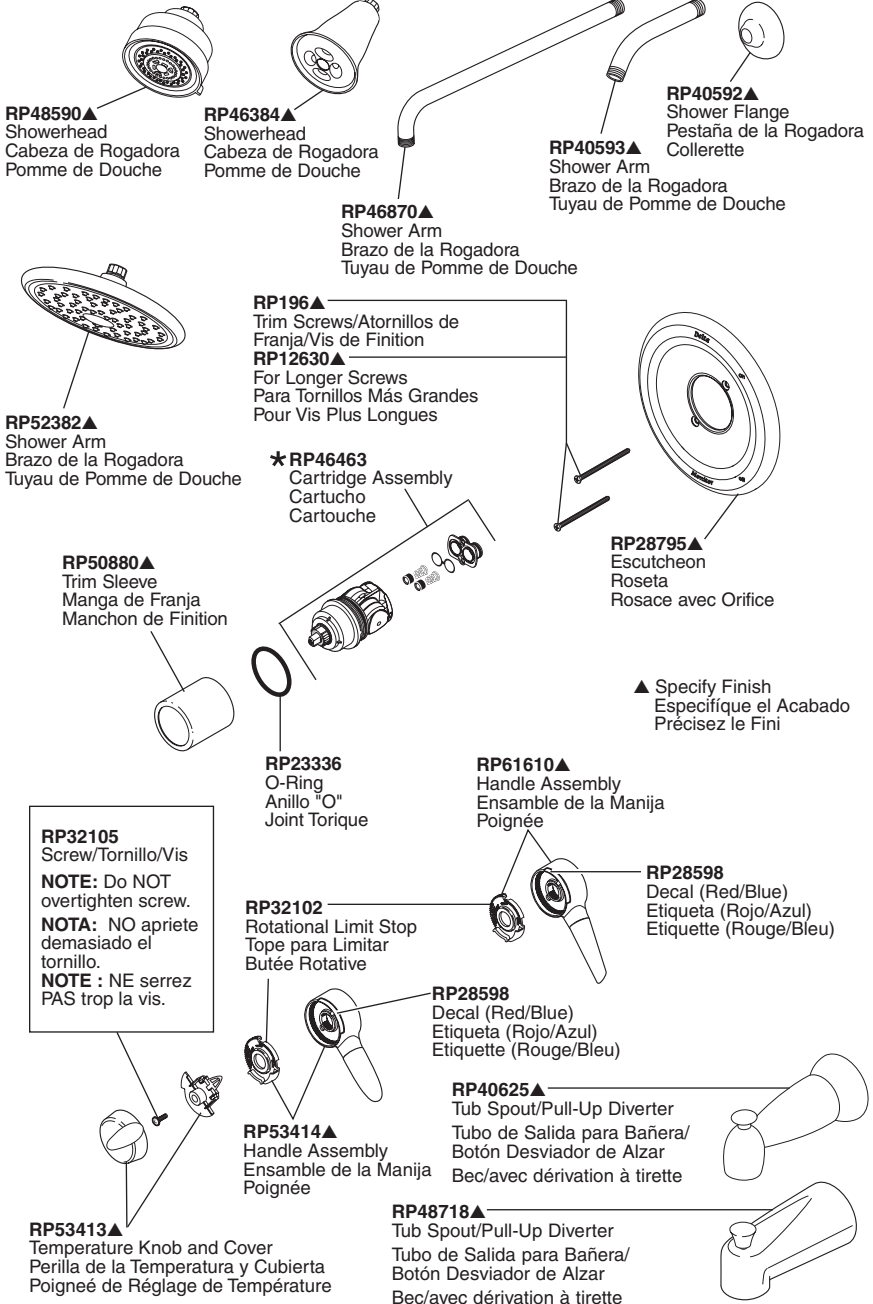 RP48590▲
Showerhead
Cabeza de Rogadora
Pomme de Douche
RP46384▲
Showerhead
Cabeza de Rogadora
Pomme de Douche
RP46870▲
Shower Arm
Brazo de la Rogadora
Tuyau de Pomme de Douche
RP40593▲
Shower Arm
Brazo de la Rogadora
Tuyau de Pomme de Douche
RP40592▲
Shower Flange
Pestaña de la Rogadora
Collerette
RP52382▲
Shower Arm
Brazo de la Rogadora
Tuyau de Pomme de Douche
RP196▲
Trim Screws/Atornillos de
Franja/Vis de Finition
RP12630▲
For Longer Screws
Para Tornillos Más Grandes
Pour Vis Plus Longues
Delta
Monitor
RP28795▲
Escutcheon
Roseta
Rosace avec Orifice
*RP46463
Cartridge Assembly
Cartucho
Cartouche
RP50880▲
Trim Sleeve
Manga de Franja
Manchon de Finition
RP23336
O-Ring
Anillo "O"
Joint Torique
▲ Specify Finish
Especifíque el Acabado
Précisez le Fini
RP61610▲
Handle Assembly
Ensamble de la Manija
Poignée
RP28598
Decal (Red/Blue)
Etiqueta (Rojo/Azul)
Etiquette (Rouge/Bleu)
RP32105
Screw/Tornillo/Vis
NOTE: Do NOT
overtighten screw.
NOTA: NO apriete
demasiado el
tornillo.
NOTE : NE serrez
PAS trop la vis.
RP32102
Rotational Limit Stop
Tope para Limitar
Butée Rotative
RP28598
Decal (Red/Blue)
Etiqueta (Rojo/Azul)
Etiquette (Rouge/Bleu)
RP53414▲
Handle Assembly
Ensamble de la Manija
Poignée
RP53413▲
Temperature Knob and Cover
Perilla de la Temperatura y Cubierta
Poigneé de Réglage de Température
RP40625▲
Tub Spout/Pull-Up Diverter
Tubo de Salida para Bañera/
Botón Desviador de Alzar
Bec/avec dérivation à tirette
RP48718▲
Tub Spout/Pull-Up Diverter
Tubo de Salida para Bañera/
Botón Desviador de Alzar
Bec/avec dérivation à tirette